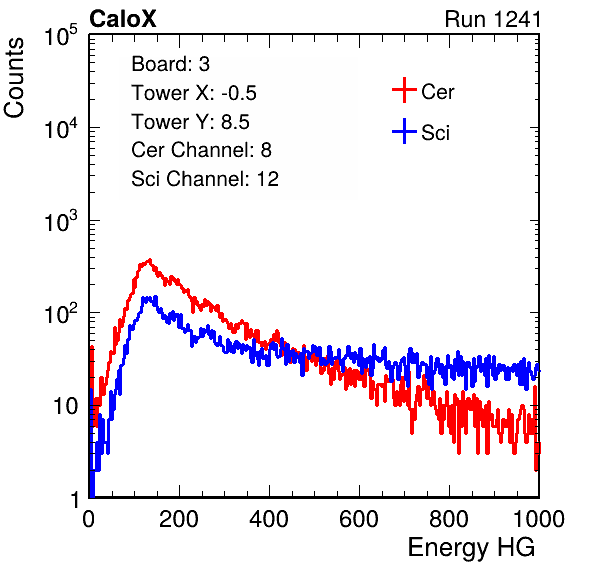 CaloX Run 1241
Counts
10^5
10^4
10^3
10^2
10
1
Board: 3
Tower X: -0.5
Tower Y: 8.5
Cer Channel: 8
Sci Channel: 12
Cer
Sci
0 200 400 600 800 1000
Energy HG